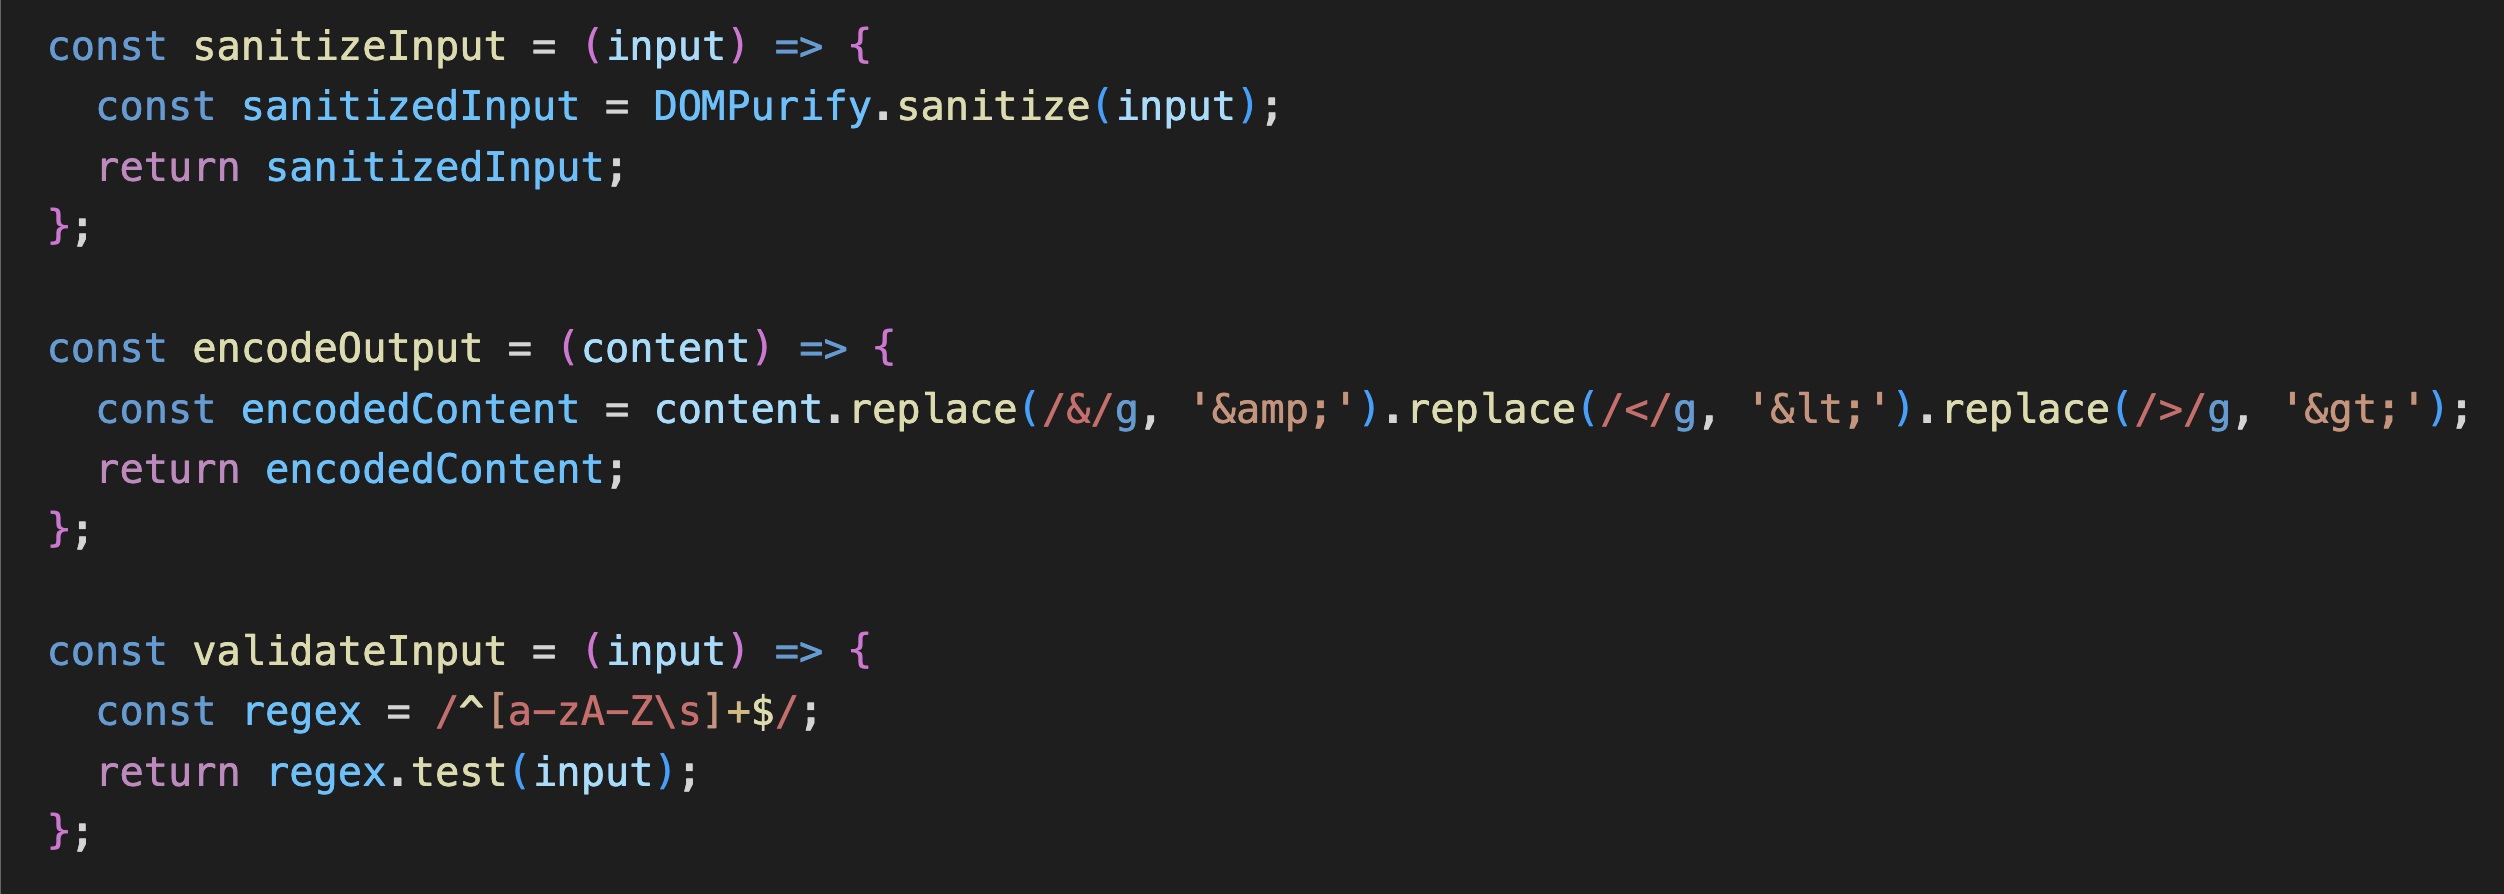 const sanitizeInput = (input) => {
  const sanitizedInput = DOMPurify.sanitize(input);
  return sanitizedInput;
};

const encodeOutput = (content) => {
  const encodedContent = content.replace(/&/g, '&amp;').replace(/</g, '&lt;').replace(/>/g, '&gt;');
  return encodedContent;
};

const validateInput = (input) => {
  const regex = /^[a-zA-Z\s]+$/;
  return regex.test(input);
};